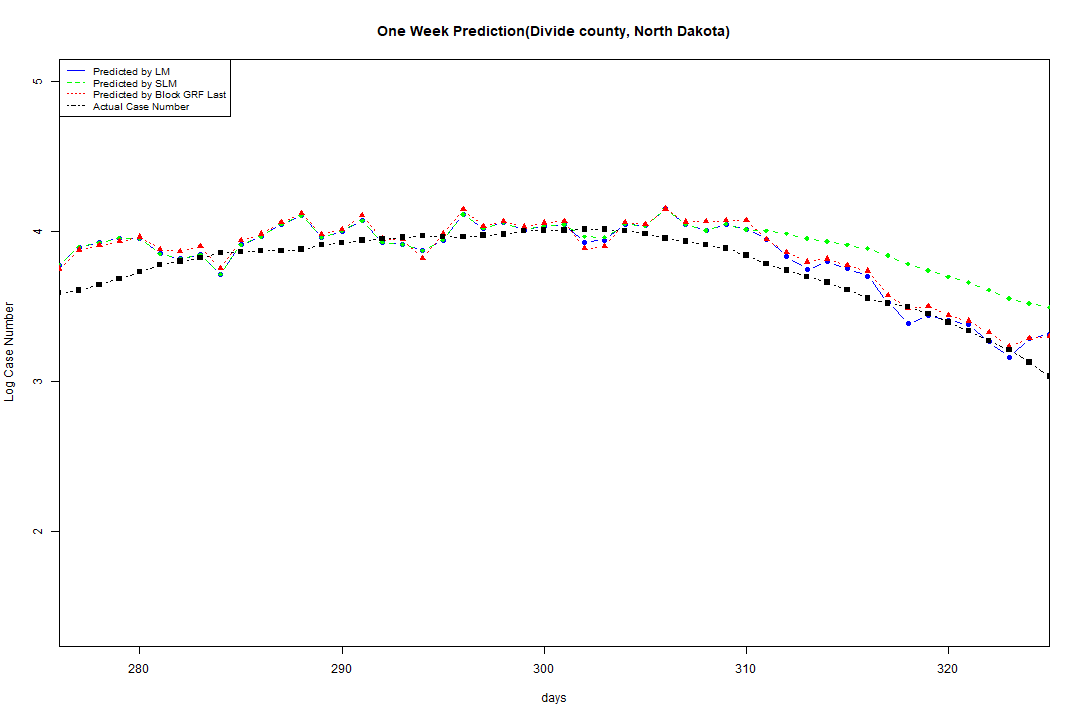 One Week Prediction(Divide county, North Dakota)
Predicted by LM
Predicted by SLM
Predicted by Block GRF Last
Actual Case Number
5
4
3
2
Log Case Number
280 290 300 310 320
days